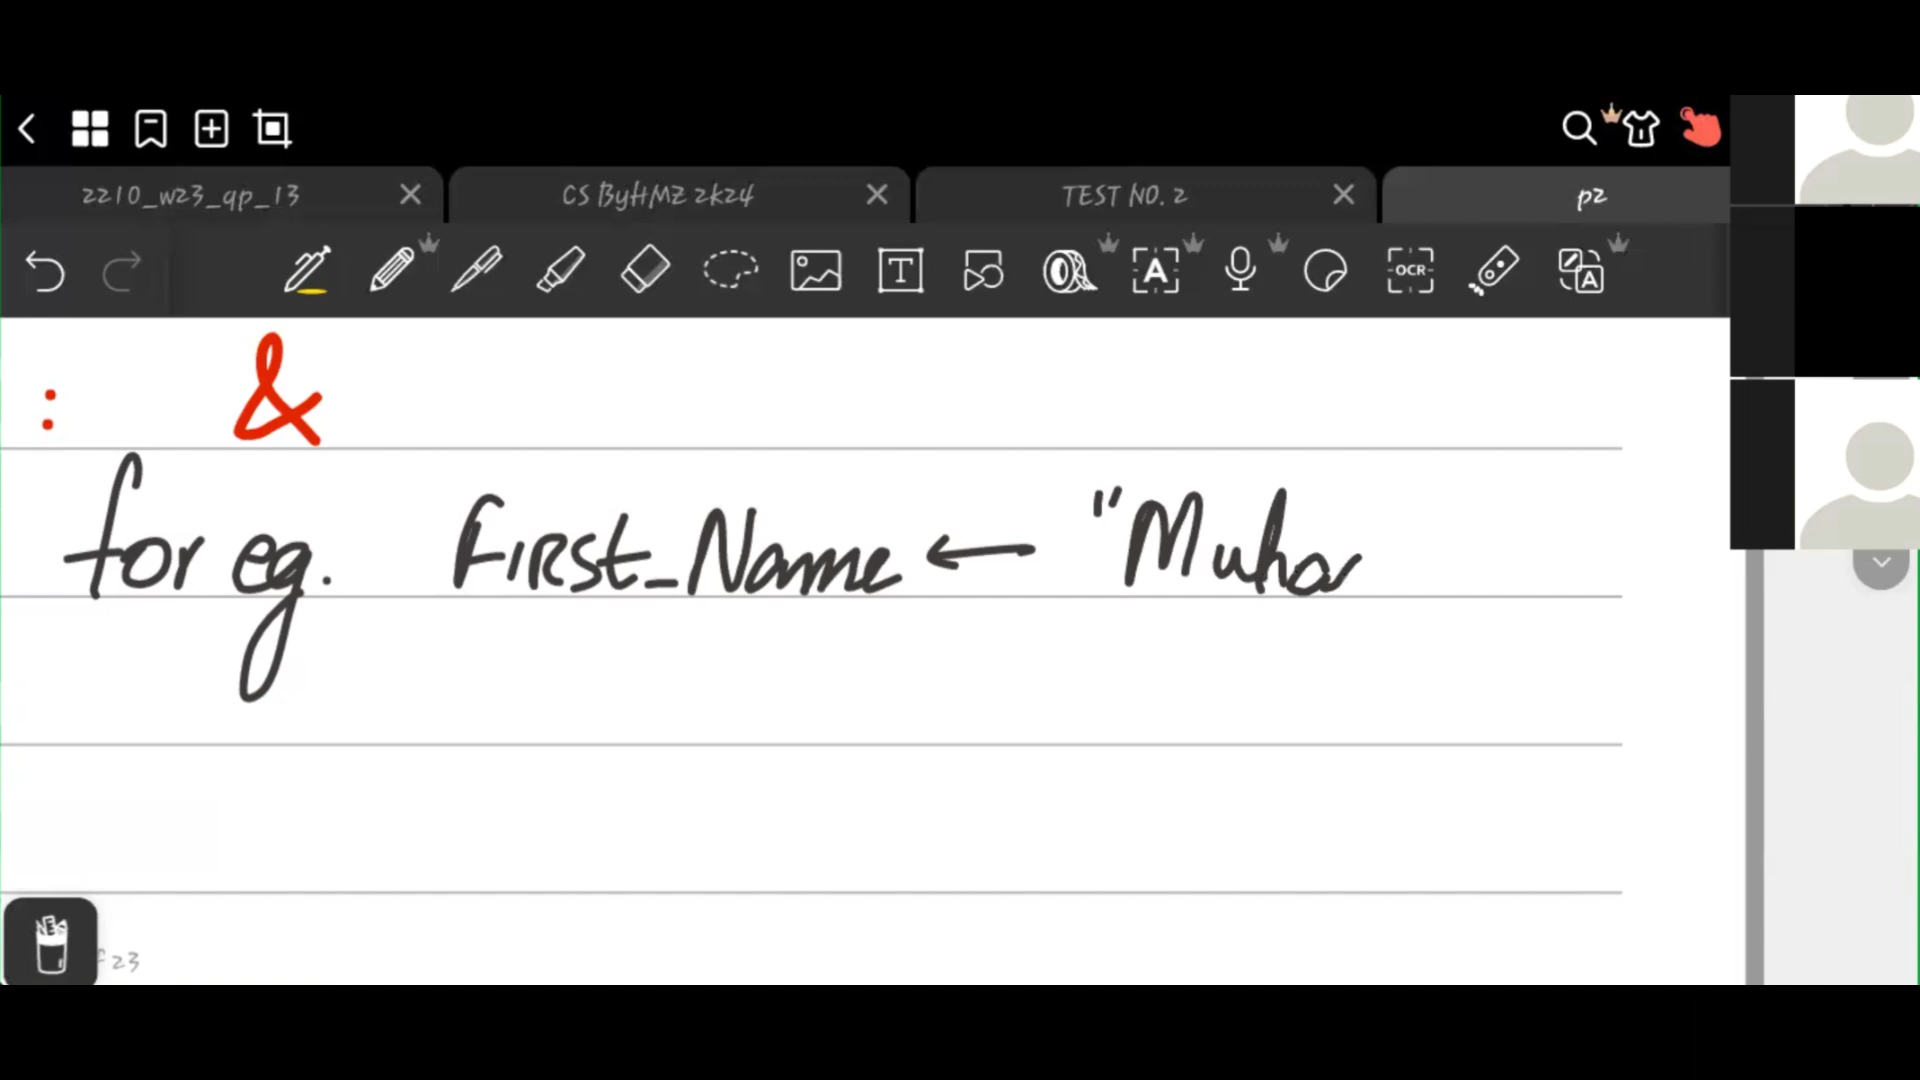 2210_w23_qp_13 CS ByHMZ 2k24 TEST NO. 2 p2
T A OCR A
: &
for eg. First_Name ← "Muha
f 23